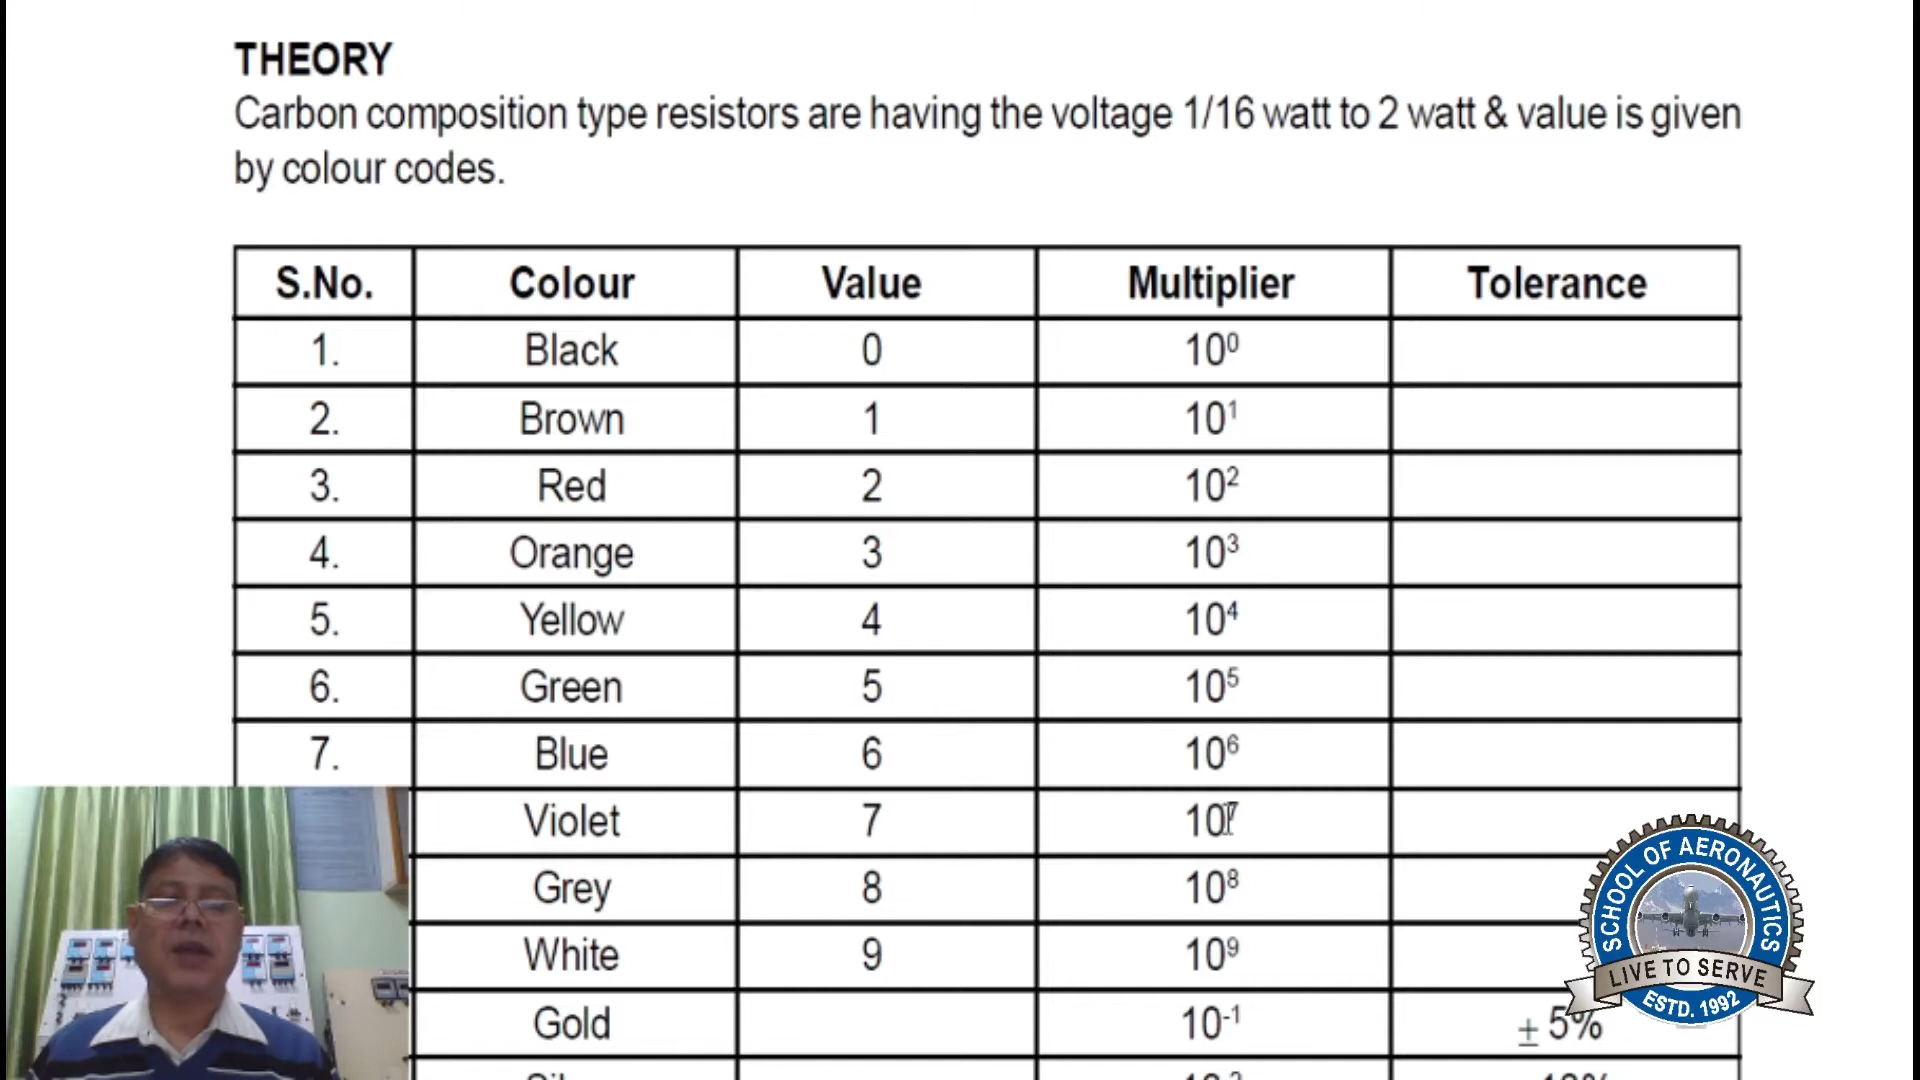 THEORY
Carbon composition type resistors are having the voltage 1/16 watt to 2 watt & value is given
by colour codes.
S.No. Colour Value Multiplier Tolerance
1. Black 0 10⁰
2. Brown 1 10¹
3. Red 2 10²
4. Orange 3 10³
5. Yellow 4 10⁴
6. Green 5 10⁵
7. Blue 6 10⁶
Violet 7 10⁷
Grey 8 10⁸
White 9 10⁹
Gold 10⁻¹ ± 5%
SCHOOL OF AERONAUTICS
LIVE TO SERVE
ESTD. 1992